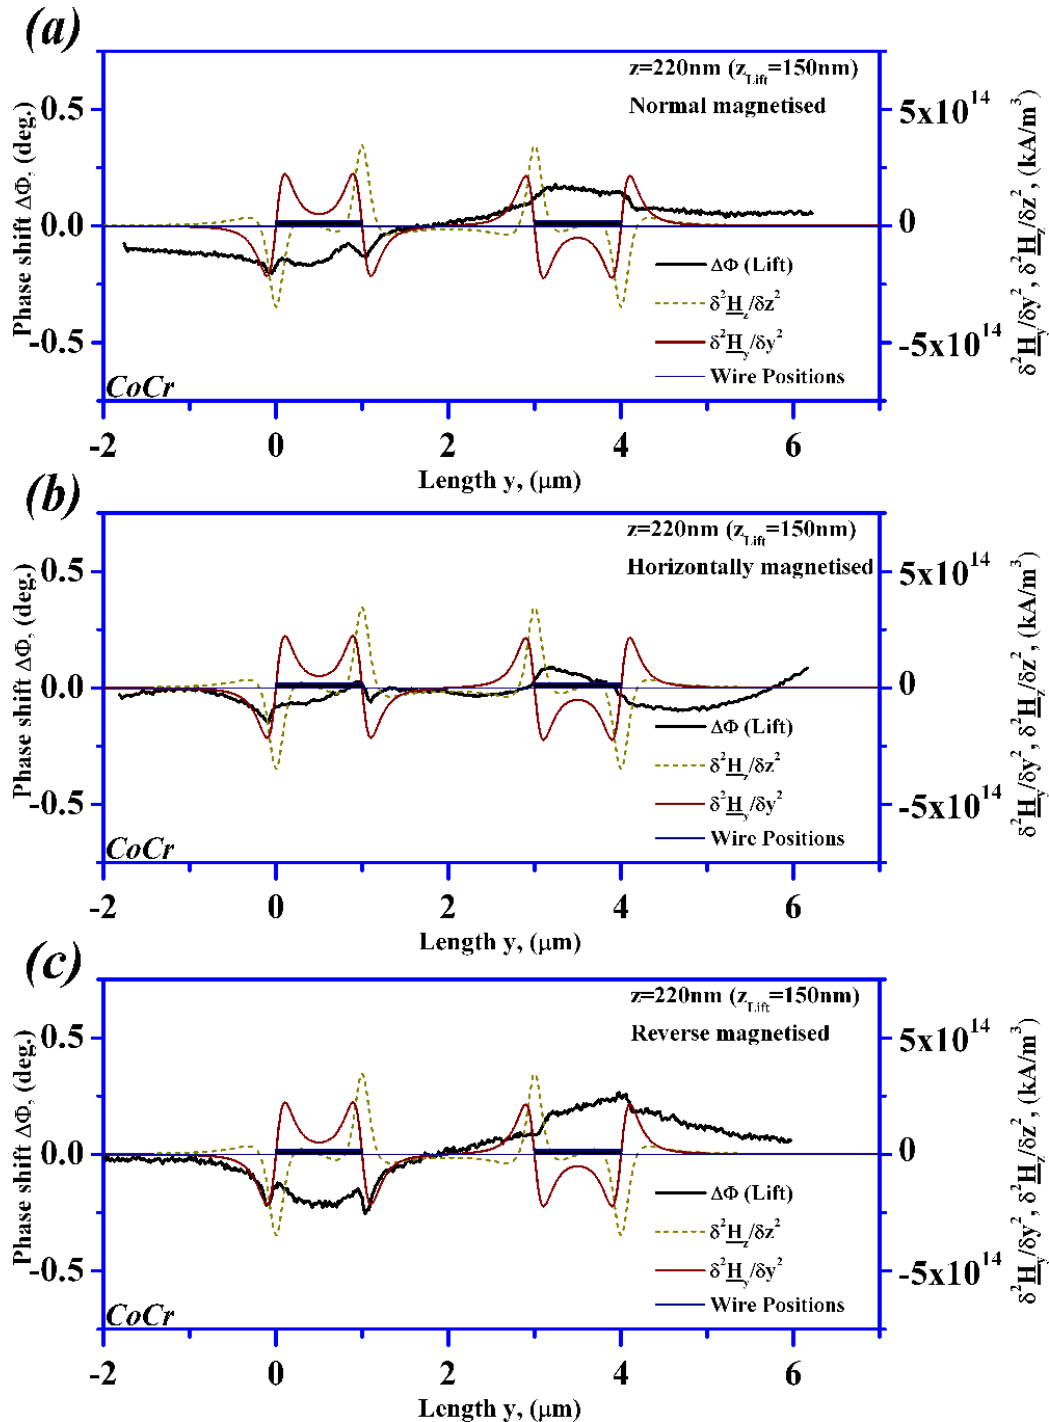 (a)
z=220nm (z_Lift=150nm)
Normal magnetised
0.5
0.0
-0.5
Phase shift ΔΦ, (deg.)
5x10^14
0
-5x10^14
δ²H_y/δy², δ²H_z/δz², (kA/m³)
ΔΦ (Lift)
δ²H_z/δz²
δ²H_y/δy²
Wire Positions
CoCr
-2 0 2 4 6
Length y, (μm)
(b)
z=220nm (z_Lift=150nm)
Horizontally magnetised
0.5
0.0
-0.5
Phase shift ΔΦ, (deg.)
5x10^14
0
-5x10^14
δ²H_y/δy², δ²H_z/δz², (kA/m³)
ΔΦ (Lift)
δ²H_z/δz²
δ²H_y/δy²
Wire Positions
CoCr
-2 0 2 4 6
Length y, (μm)
(c)
z=220nm (z_Lift=150nm)
Reverse magnetised
0.5
0.0
-0.5
Phase shift ΔΦ, (deg.)
5x10^14
0
-5x10^14
δ²H_y/δy², δ²H_z/δz², (kA/m³)
ΔΦ (Lift)
δ²H_z/δz²
δ²H_y/δy²
Wire Positions
CoCr
-2 0 2 4 6
Length y, (μm)